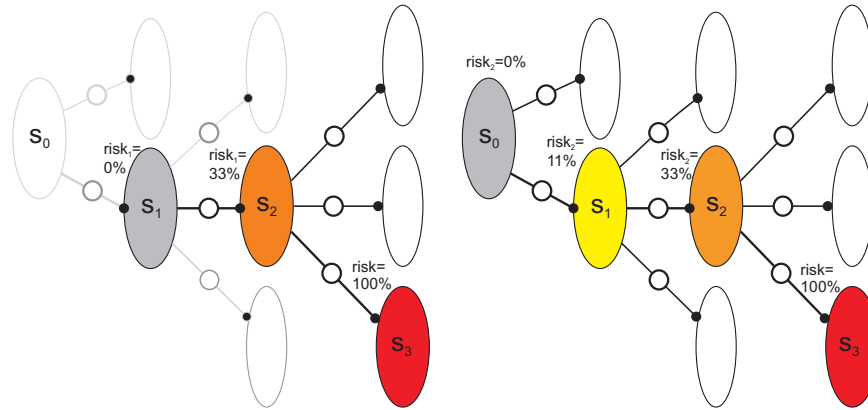 S₀
risk₁=
0%
S₁
risk₁=
33%
S₂
risk=
100%
S₃
risk₂=0%
S₀
risk₂=
11%
S₁
risk₂=
33%
S₂
risk=
100%
S₃